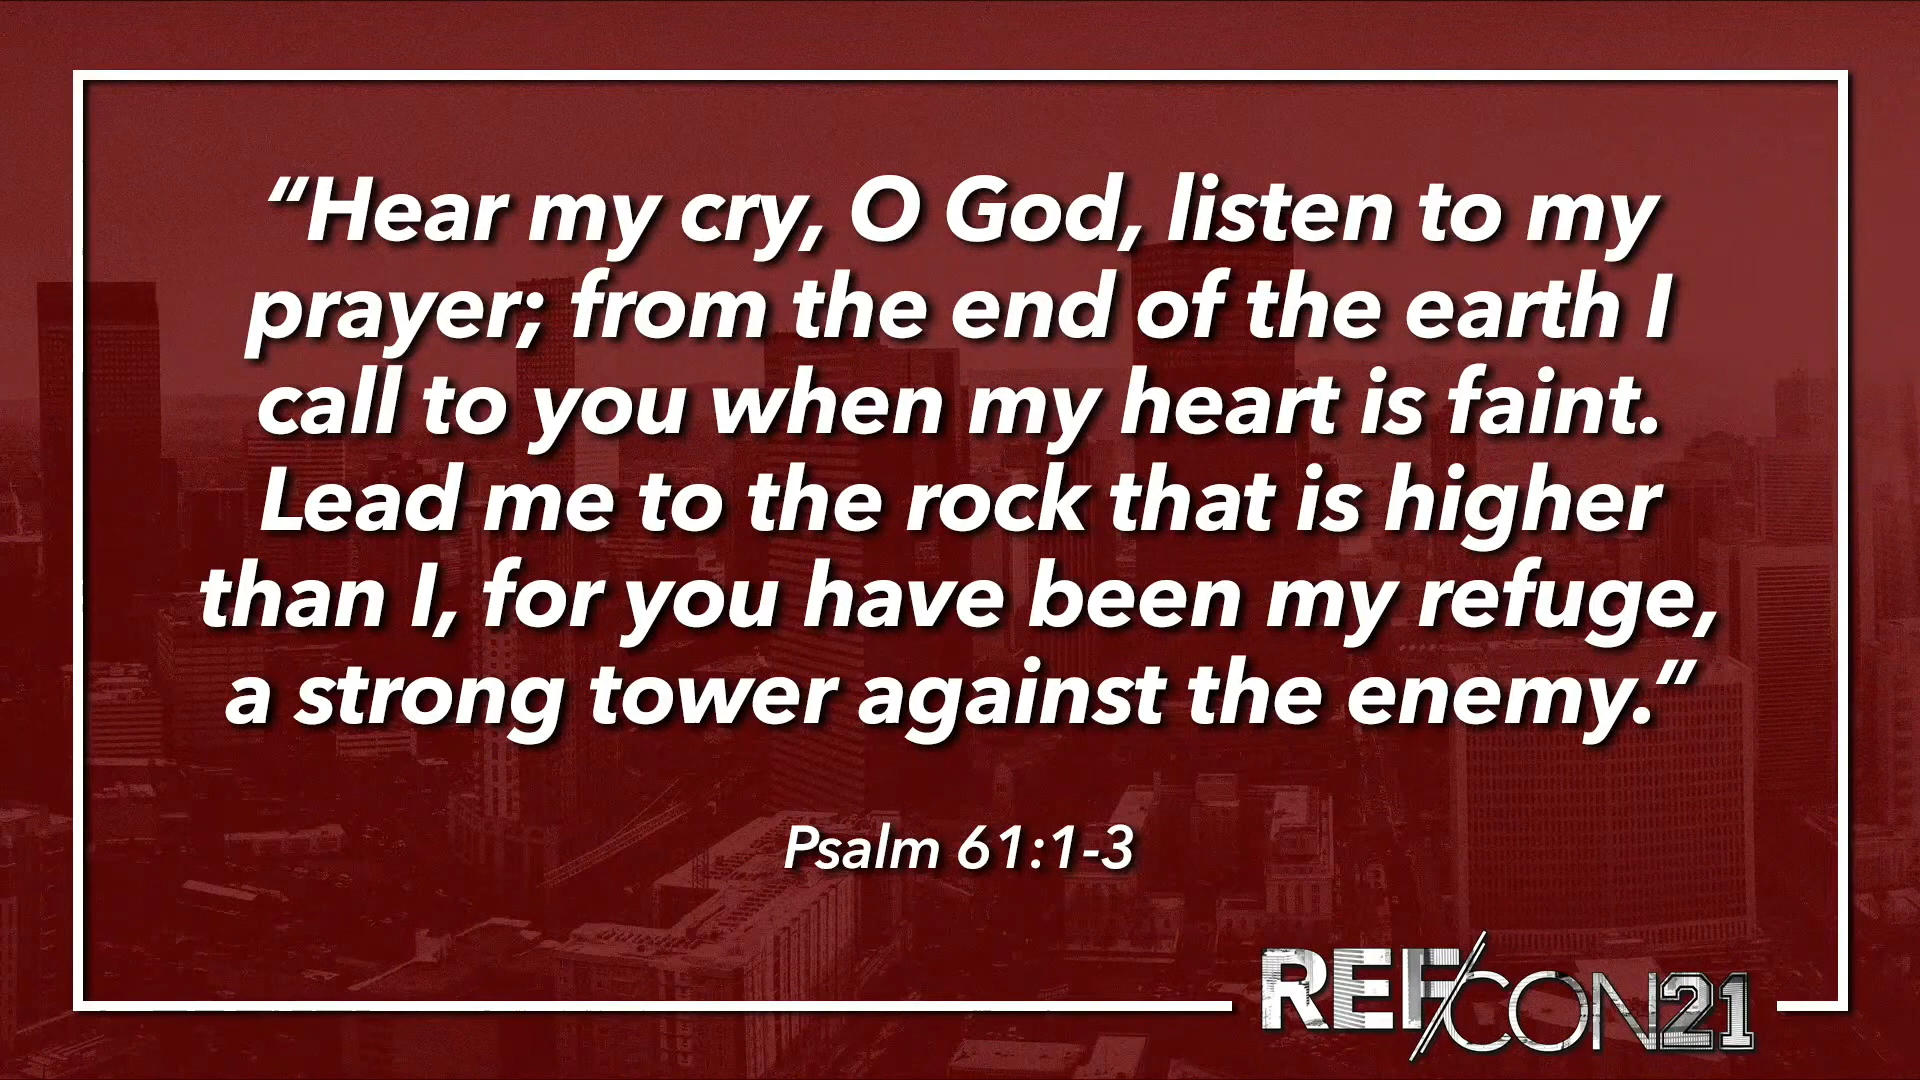 “Hear my cry, O God, listen to my
prayer; from the end of the earth I
call to you when my heart is faint.
Lead me to the rock that is higher
than I, for you have been my refuge,
a strong tower against the enemy.”
Psalm 61:1-3
REF/CON21